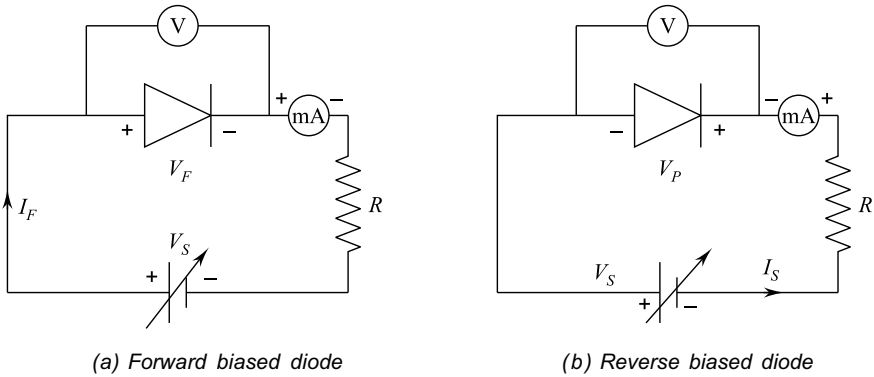 V
+ − + mA −
V_F
R
I_F
V_S
+ −
(a) Forward biased diode
V
− + − mA +
V_P
R
V_S I_S
+ −
(b) Reverse biased diode